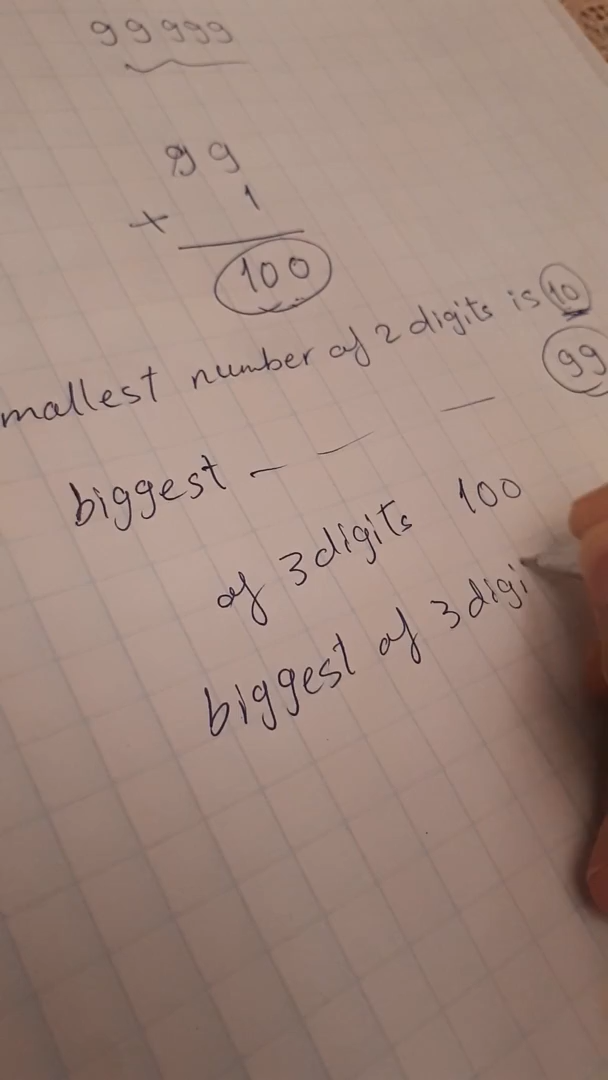 99999
99
+ 1
100
mallest number of 2 digits is 10
biggest – – — 99
of 3 digits 100
biggest of 3 digi